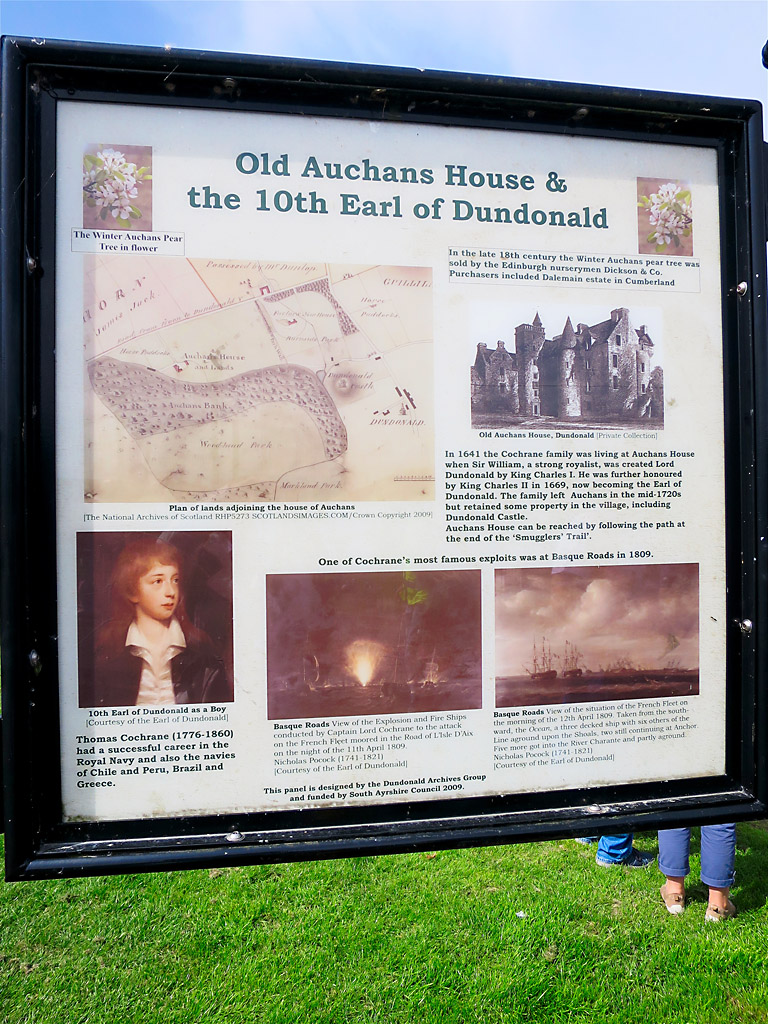 Old Auchans House &
the 10th Earl of Dundonald
The Winter Auchans Pear
Tree in flower
In the late 18th century the Winter Auchans pear tree was
sold by the Edinburgh nurserymen Dickson & Co.
Purchasers included Dalemain estate in Cumberland
Possessed by Mr Dunlop
Auchans House
and Lands
Auchans Bank
Woodhead Park
Markland Park
DUNDONALD
Plan of lands adjoining the house of Auchans
[The National Archives of Scotland RHP5273 SCOTLANDSIMAGES.COM/Crown Copyright 2009]
Old Auchans House, Dundonald [Private Collection]
In 1641 the Cochrane family was living at Auchans House
when Sir William, a strong royalist, was created Lord
Dundonald by King Charles I. He was further honoured
by King Charles II in 1669, now becoming the Earl of
Dundonald. The family left Auchans in the mid-1720s
but retained some property in the village, including
Dundonald Castle.
Auchans House can be reached by following the path at
the end of the 'Smugglers' Trail'.
One of Cochrane's most famous exploits was at Basque Roads in 1809.
10th Earl of Dundonald as a Boy
[Courtesy of the Earl of Dundonald]
Thomas Cochrane (1776-1860)
had a successful career in the
Royal Navy and also the navies
of Chile and Peru, Brazil and
Greece.
Basque Roads View of the Explosion and Fire Ships
conducted by Captain Lord Cochrane to the attack
on the French Fleet moored in the Road of L'Isle D'Aix
on the night of the 11th April 1809.
Nicholas Pocock (1741-1821)
[Courtesy of the Earl of Dundonald]
Basque Roads View of the situation of the French Fleet on
the morning of the 12th April 1809. Taken from the south-
ward, the Ocean, a three decked ship with six others of the
Line aground upon the Shoals, two still continuing at Anchor
Five more got into the River Charante and partly aground.
Nicholas Pocock (1741-1821)
[Courtesy of the Earl of Dundonald]
This panel is designed by the Dundonald Archives Group
and funded by South Ayrshire Council 2009.